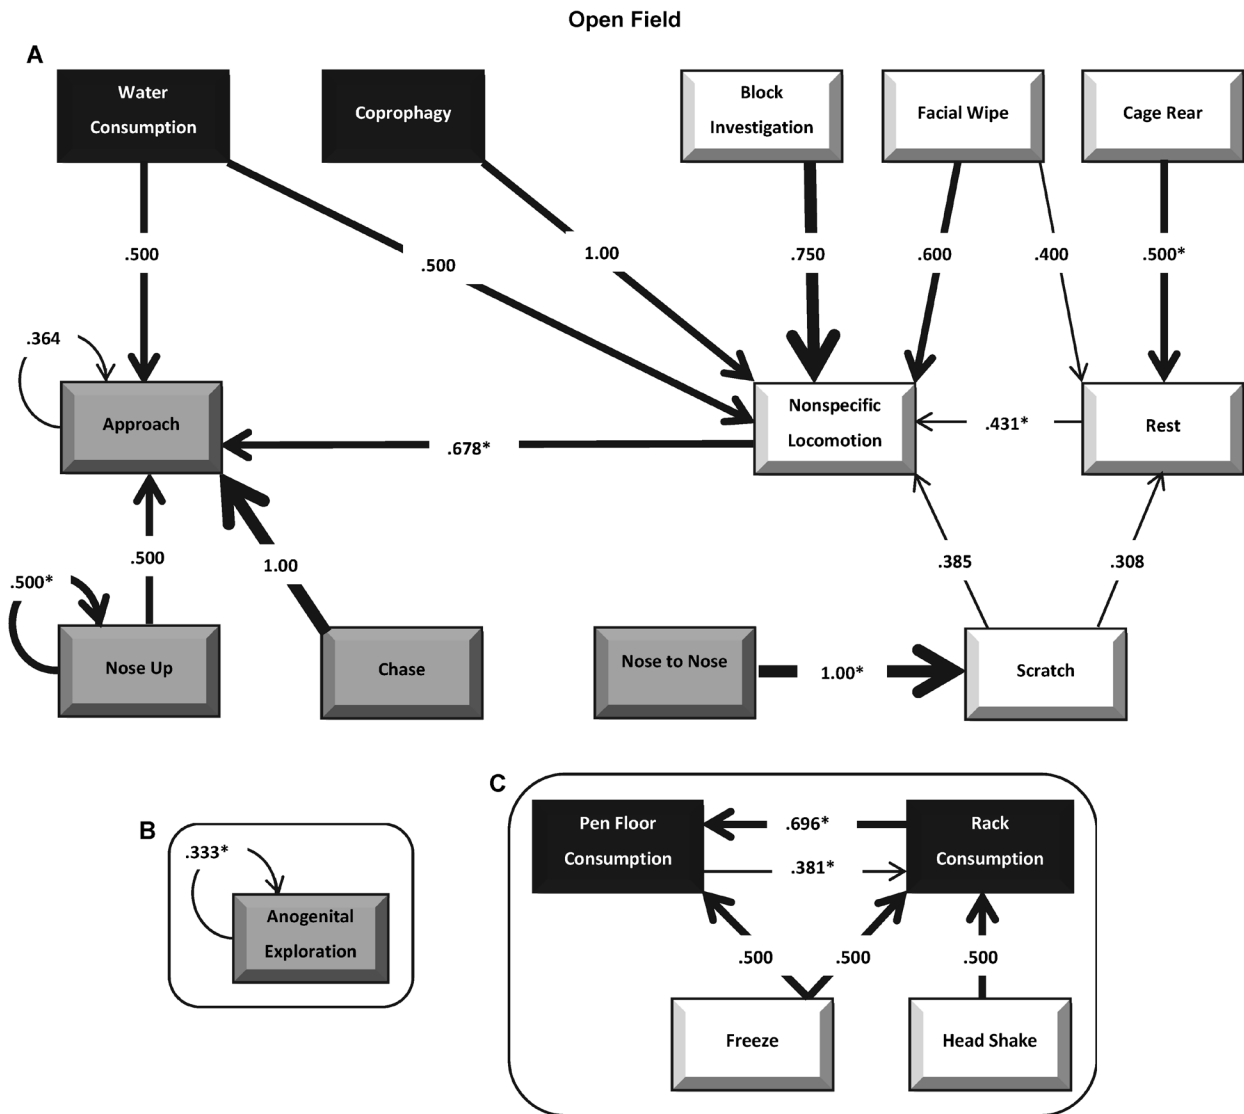 Open Field
A
Water
Consumption
Coprophagy
Block
Investigation
Facial Wipe
Cage Rear
.500
.500
1.00
.750
.600
.400
.500*
.364
Approach
.678*
Nonspecific
Locomotion
.431*
Rest
.500*
.500
1.00
.385
.308
Nose Up
Chase
Nose to Nose
1.00*
Scratch
B
.333*
Anogenital
Exploration
C
Pen Floor
Consumption
.696*
.381*
Rack
Consumption
.500
.500
.500
Freeze
Head Shake